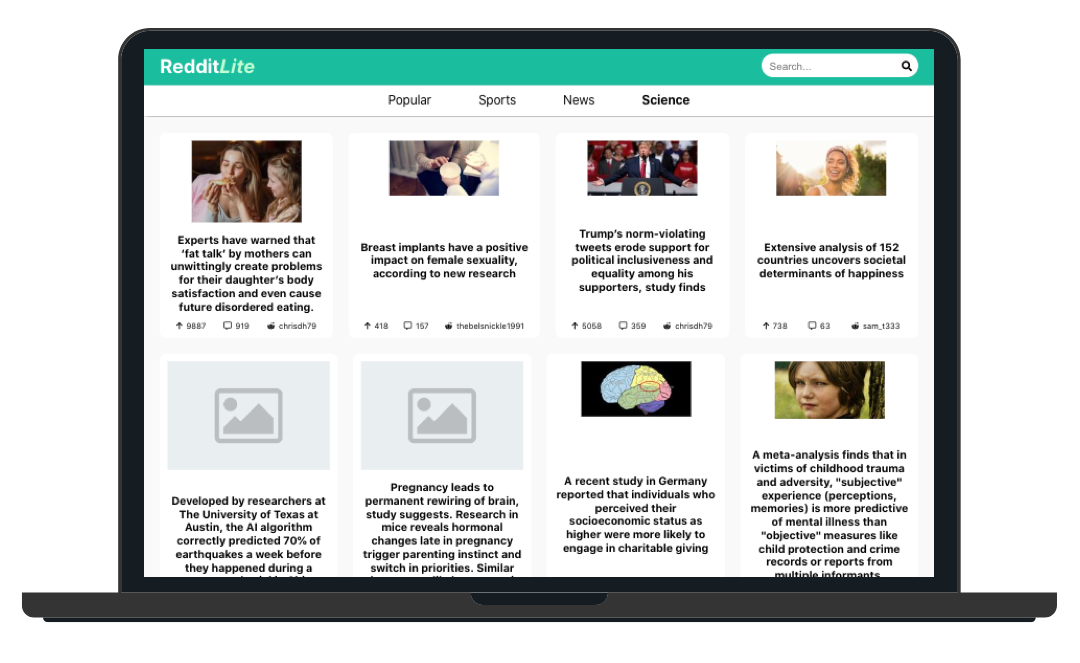 RedditLite
Search...
Popular Sports News Science
Experts have warned that
‘fat talk’ by mothers can
unwittingly create problems
for their daughter’s body
satisfaction and even cause
future disordered eating.
9887 919 chrisdh79
Breast implants have a positive
impact on female sexuality,
according to new research
418 157 thebelsnickle1991
Trump’s norm-violating
tweets erode support for
political inclusiveness and
equality among his
supporters, study finds
5058 359 chrisdh79
Extensive analysis of 152
countries uncovers societal
determinants of happiness
738 63 sam_t333
Developed by researchers at
The University of Texas at
Austin, the AI algorithm
correctly predicted 70% of
earthquakes a week before
they happened during a
Pregnancy leads to
permanent rewiring of brain,
study suggests. Research in
mice reveals hormonal
changes late in pregnancy
trigger parenting instinct and
switch in priorities. Similar
A recent study in Germany
reported that individuals who
perceived their
socioeconomic status as
higher were more likely to
engage in charitable giving
A meta-analysis finds that in
victims of childhood trauma
and adversity, "subjective"
experience (perceptions,
memories) is more predictive
of mental illness than
"objective" measures like
child protection and crime
records or reports from
multiple informants